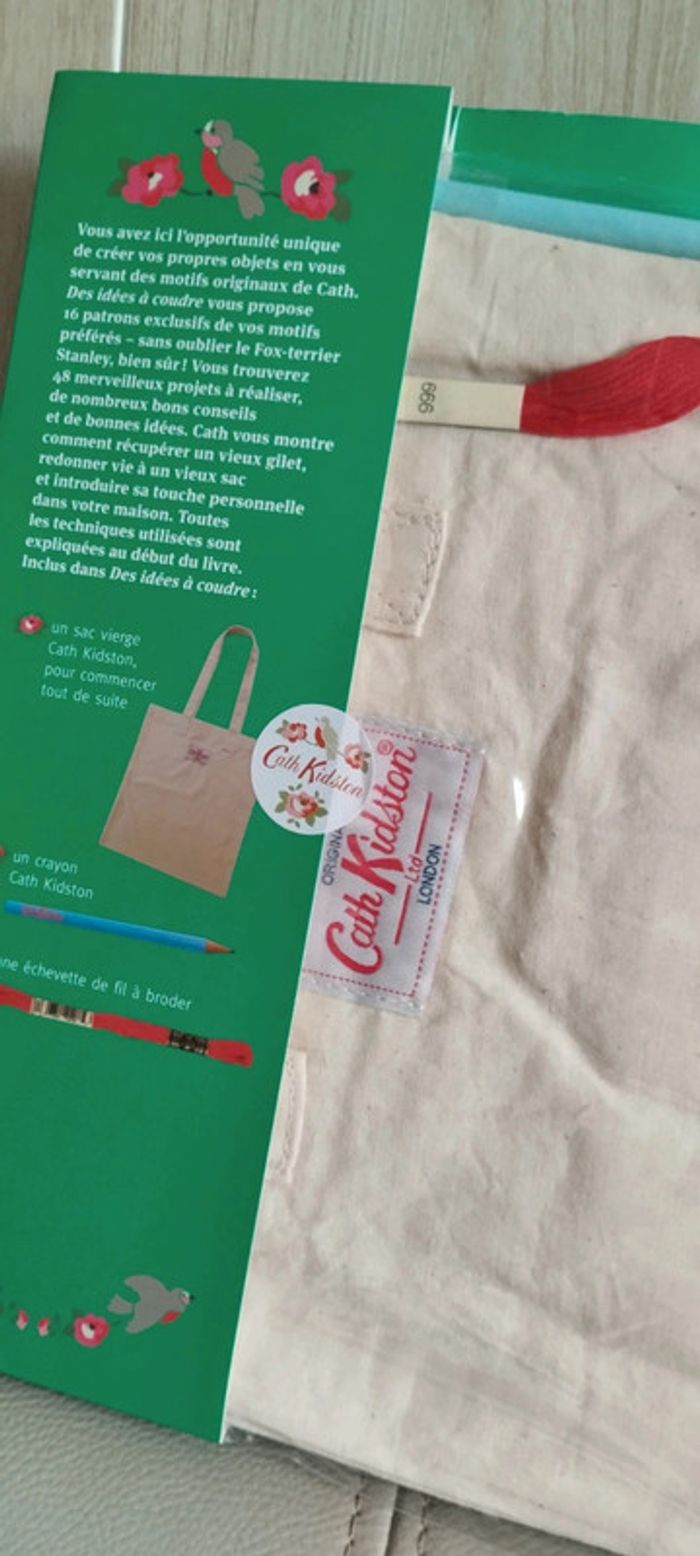 Vous avez ici l'opportunité unique
de créer vos propres objets en vous
servant des motifs originaux de Cath.
Des idées à coudre vous propose
16 patrons exclusifs de vos motifs
préférés – sans oublier le Fox-terrier
Stanley, bien sûr! Vous trouverez
48 merveilleux projets à réaliser,
de nombreux bons conseils
et de bonnes idées. Cath vous montre
comment récupérer un vieux gilet,
redonner vie à un vieux sac
et introduire sa touche personnelle
dans votre maison. Toutes
les techniques utilisées sont
expliquées au début du livre.
Inclus dans Des idées à coudre :
un sac vierge
Cath Kidston,
pour commencer
tout de suite
un crayon
Cath Kidston
ne échevette de fil à broder
Cath Kidston
ORIGINA
Cath Kidston®
Ltd
LONDON
666